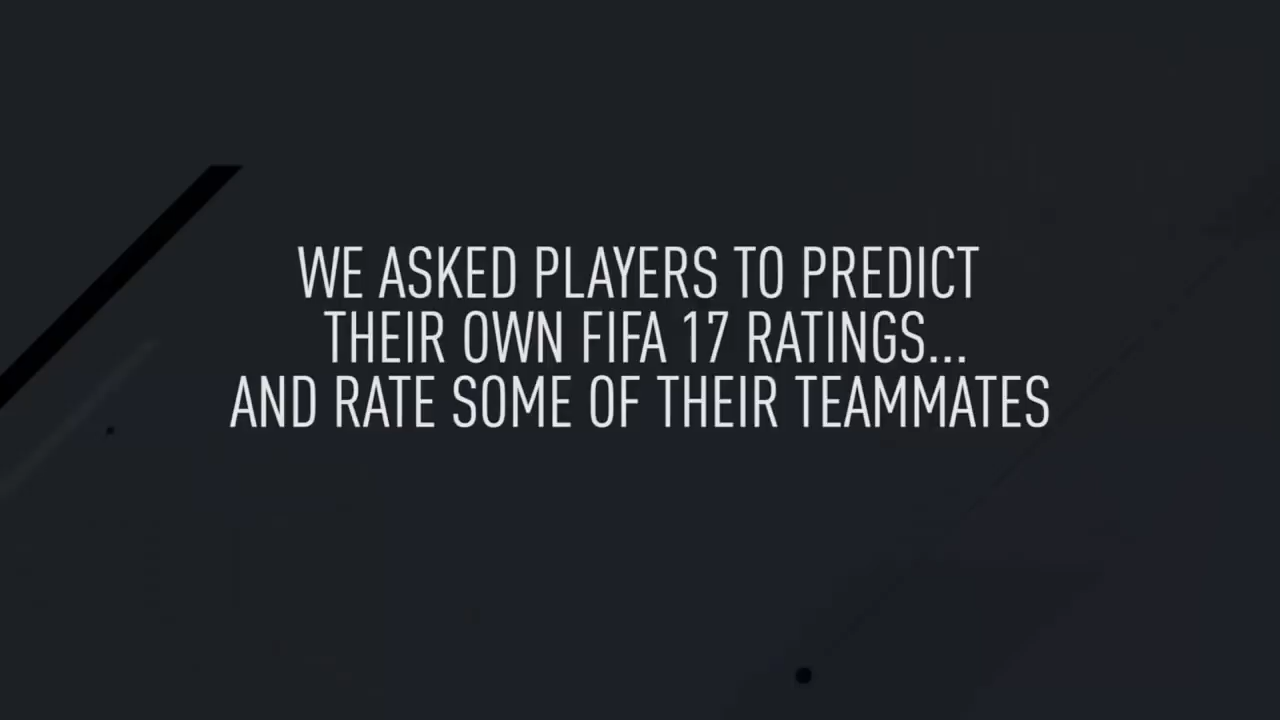 WE ASKED PLAYERS TO PREDICT
THEIR OWN FIFA 17 RATINGS...
AND RATE SOME OF THEIR TEAMMATES